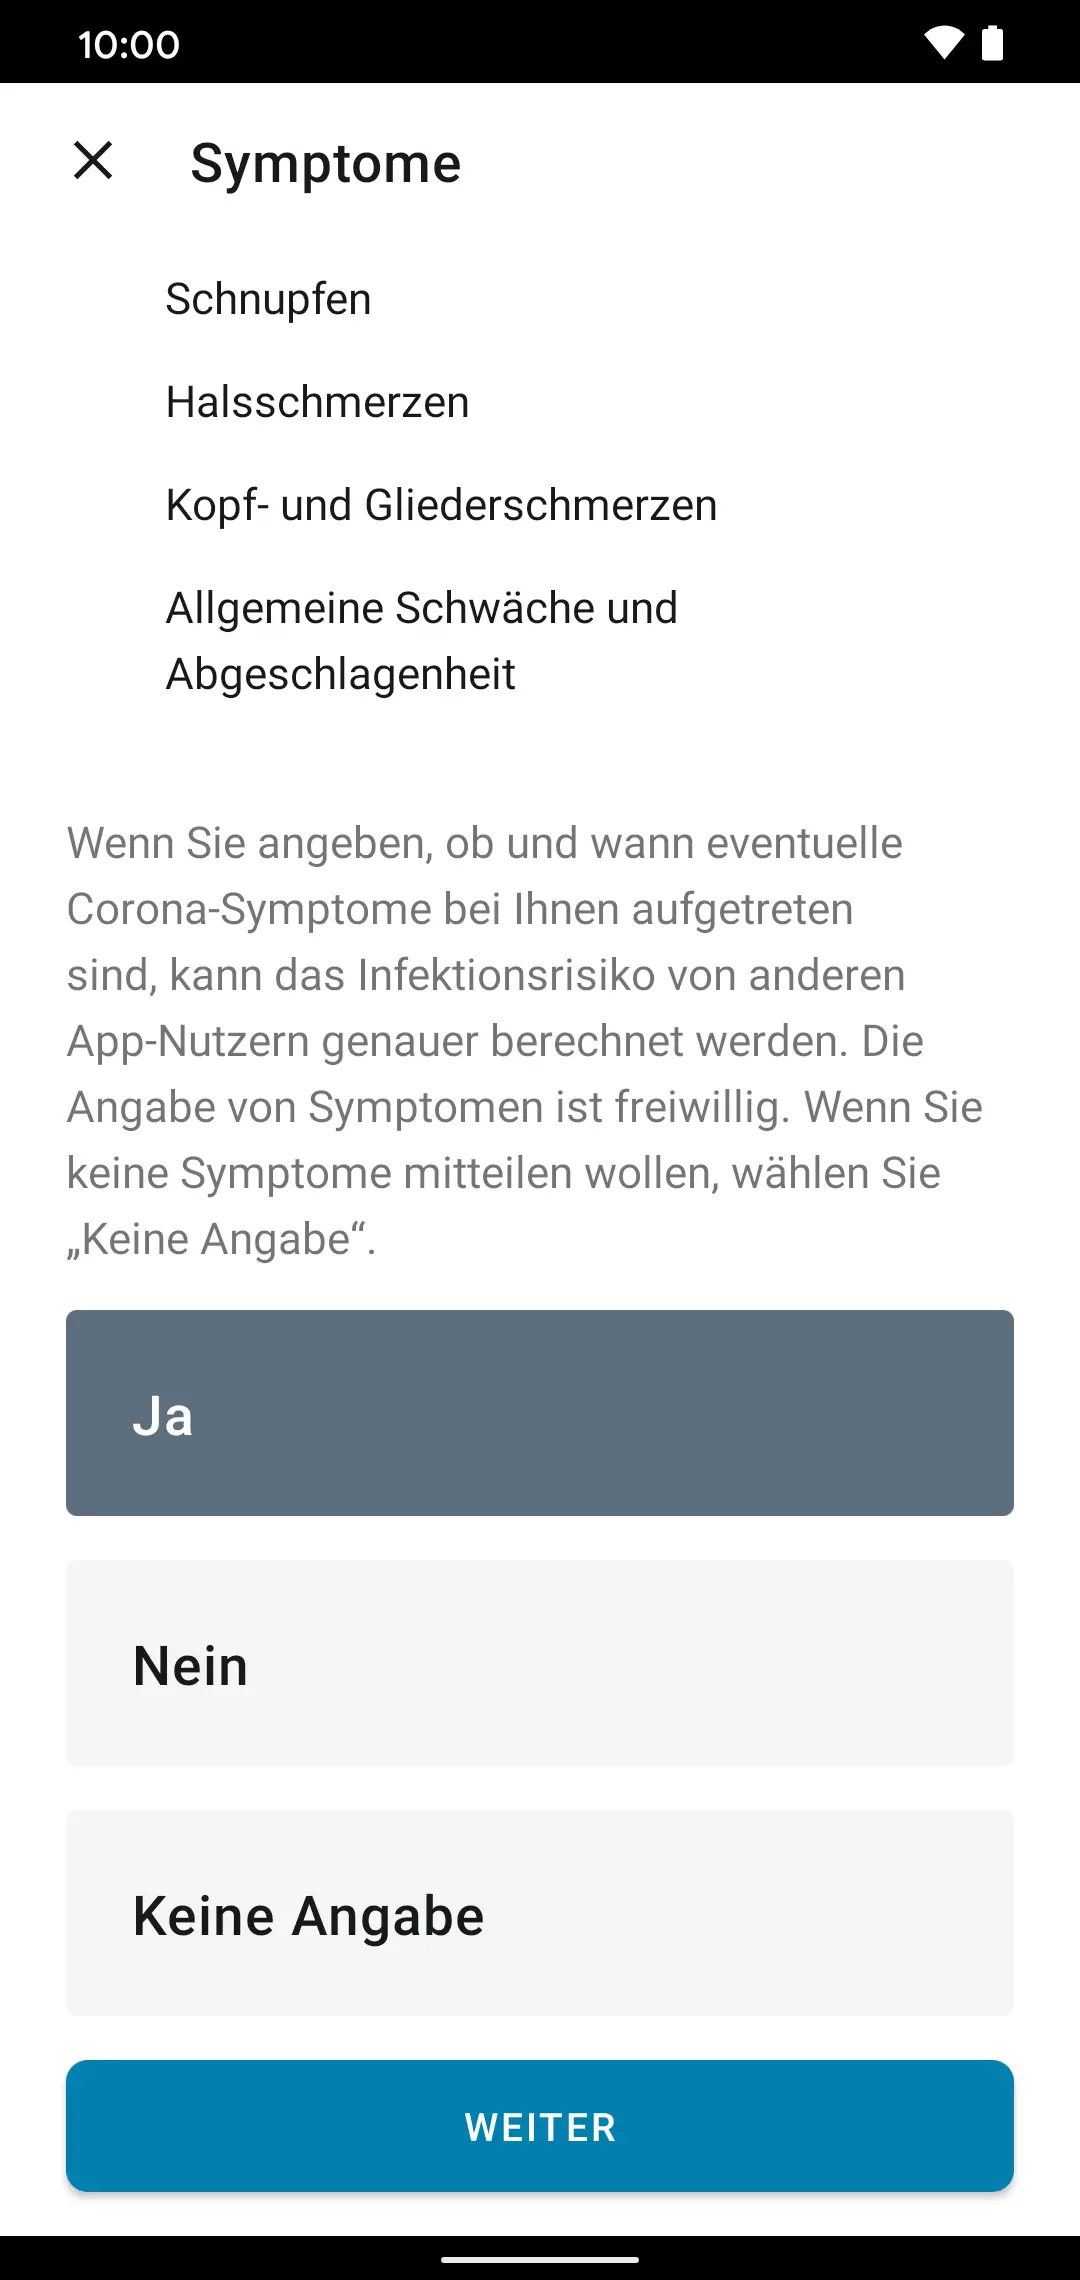 10:00
Symptome
Schnupfen
Halsschmerzen
Kopf- und Gliederschmerzen
Allgemeine Schwäche und
Abgeschlagenheit
Wenn Sie angeben, ob und wann eventuelle
Corona-Symptome bei Ihnen aufgetreten
sind, kann das Infektionsrisiko von anderen
App-Nutzern genauer berechnet werden. Die
Angabe von Symptomen ist freiwillig. Wenn Sie
keine Symptome mitteilen wollen, wählen Sie
„Keine Angabe“.
Ja
Nein
Keine Angabe
WEITER